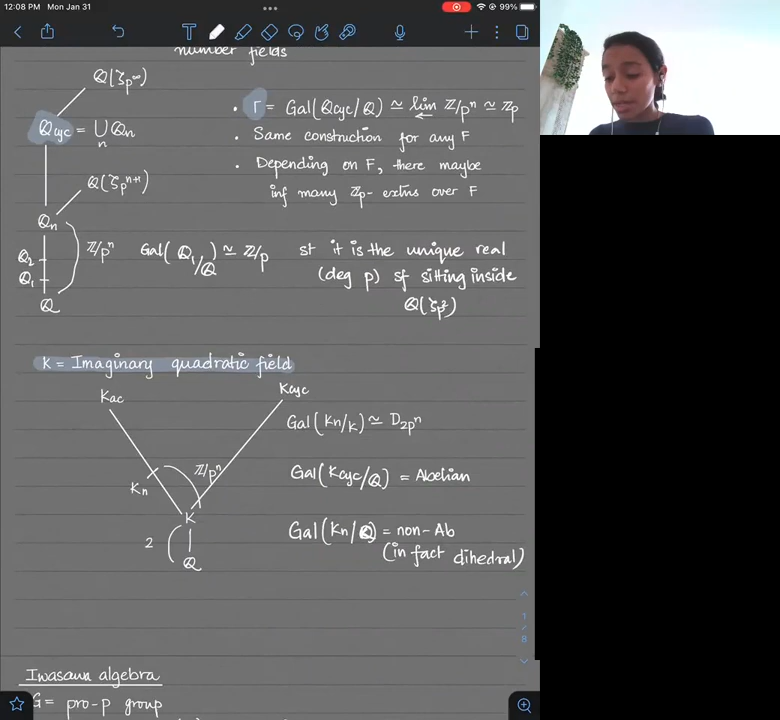 12:08 PM Mon Jan 31
99%
number fields
Q(ζp∞)
Qcyc = ∪ Qn
n
Q(ζpⁿ⁺¹)
Qn
Q2
Q1
Q
Z/pⁿ
• Γ = Gal(Qcyc/Q) ≃ lim Z/pⁿ ≃ Zp
←
• Same construction for any F
• Depending on F, there maybe
inf many Zp- extns over F
Gal(Q1/Q) ≃ Z/p st it is the unique real
(deg p) sf sitting inside
Q(ζp²)
K = Imaginary quadratic field
Kac
Kcyc
Gal(Kn/K) ≃ D2pⁿ
Z/pⁿ
Kn
Gal(Kcyc/Q) = Abelian
K
2
Q
Gal(Kn/Q) = non-Ab
(in fact dihedral)
1
/
8
Iwasawa algebra
G = pro-p group